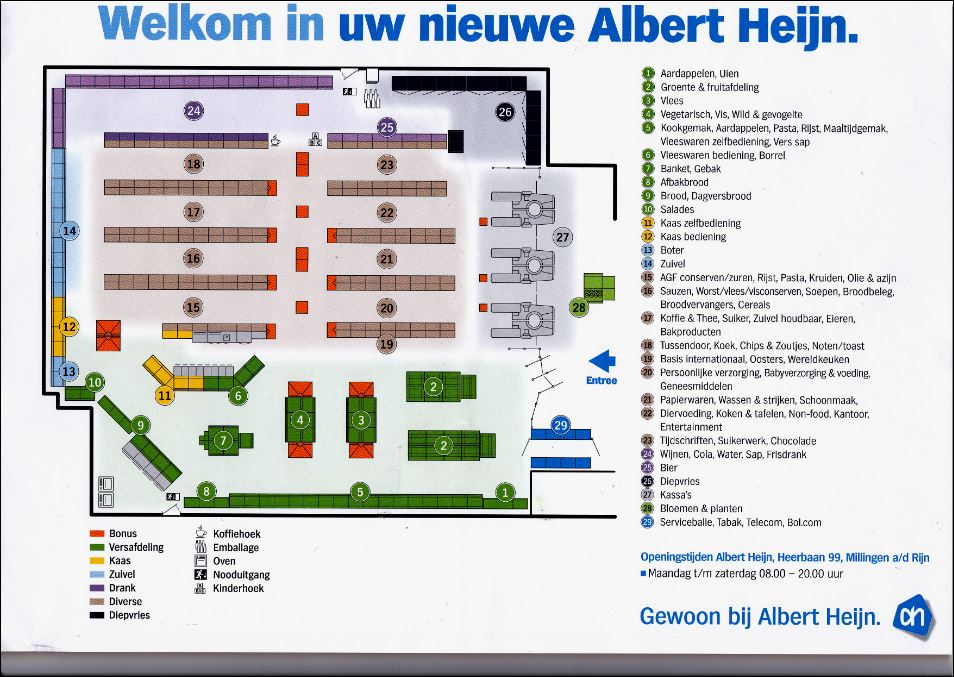 Welkom in uw nieuwe Albert Heijn.
1 Aardappelen, Uien
2 Groente & fruitafdeling
3 Vlees
4 Vegetarisch, Vis, Wild & gevogelte
5 Kookgemak, Aardappelen, Pasta, Rijst, Maaltijdgemak,
Vleeswaren zelfbediening, Vers sap
6 Vleeswaren bediening, Borrel
7 Banket, Gebak
8 Afbakbrood
9 Brood, Dagversbrood
10 Salades
11 Kaas zelfbediening
12 Kaas bediening
13 Boter
14 Zuivel
15 AGF conserven/zuren, Rijst, Pasta, Kruiden, Olie & azijn
16 Sauzen, Worst/vlees/visconserven, Soepen, Broodbeleg,
Broodvervangers, Cereals
17 Koffie & Thee, Suiker, Zuivel houdbaar, Eieren,
Bakproducten
18 Tussendoor, Koek, Chips & Zoutjes, Noten/toast
19 Basis internationaal, Oosters, Wereldkeuken
20 Persoonlijke verzorging, Babyverzorging & voeding,
Geneesmiddelen
21 Papierwaren, Wassen & strijken, Schoonmaak,
22 Diervoeding, Koken & tafelen, Non-food, Kantoor,
Entertainment
23 Tijdschriften, Suikerwerk, Chocolade
24 Wijnen, Cola, Water, Sap, Frisdrank
25 Bier
26 Diepvries
27 Kassa's
28 Bloemen & planten
29 Servicebalie, Tabak, Telecom, Bol.com
24
25
26
18
23
17
22
14
27
16
21
15
20
28
12
19
Entree
13
10
11
6
2
9
7
4
3
2
29
8
5
1
Bonus
Versafdeling
Kaas
Zuivel
Drank
Diverse
Diepvries
Koffiehoek
Emballage
Oven
Nooduitgang
Kinderhoek
Openingstijden Albert Heijn, Heerbaan 99, Millingen a/d Rijn
Maandag t/m zaterdag 08.00 – 20.00 uur
Gewoon bij Albert Heijn. ah